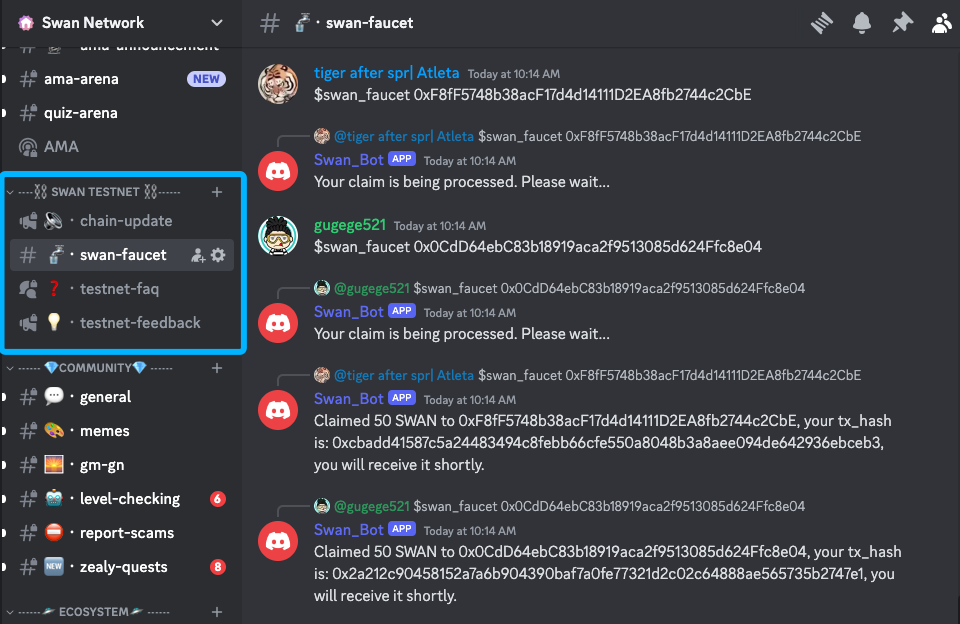 Swan Network
ama-announcement
ama-arena NEW
quiz-arena
AMA
----⛓ SWAN TESTNET ⛓-----
chain-update
swan-faucet
testnet-faq
testnet-feedback
-----💎COMMUNITY💎-----
general
memes
gm-gn
level-checking 6
report-scams
NEW · zealy-quests 8
----- ECOSYSTEM -----
# · swan-faucet
tiger after spr| Atleta Today at 10:14 AM
$swan_faucet 0xF8fF5748b38acF17d4d14111D2EA8fb2744c2CbE
@tiger after spr| Atleta $swan_faucet 0xF8fF5748b38acF17d4d14111D2EA8fb2744c2CbE
Swan_Bot APP Today at 10:14 AM
Your claim is being processed. Please wait...
gugege521 Today at 10:14 AM
$swan_faucet 0x0CdD64ebC83b18919aca2f9513085d624Ffc8e04
@gugege521 $swan_faucet 0x0CdD64ebC83b18919aca2f9513085d624Ffc8e04
Swan_Bot APP Today at 10:14 AM
Your claim is being processed. Please wait...
@tiger after spr| Atleta $swan_faucet 0xF8fF5748b38acF17d4d14111D2EA8fb2744c2CbE
Swan_Bot APP Today at 10:14 AM
Claimed 50 SWAN to 0xF8fF5748b38acF17d4d14111D2EA8fb2744c2CbE, your tx_hash
is: 0xcbadd41587c5a24483494c8febb66cfe550a8048b3a8aee094de642936ebceb3,
you will receive it shortly.
@gugege521 $swan_faucet 0x0CdD64ebC83b18919aca2f9513085d624Ffc8e04
Swan_Bot APP Today at 10:14 AM
Claimed 50 SWAN to 0x0CdD64ebC83b18919aca2f9513085d624Ffc8e04, your tx_hash
is: 0x2a212c90458152a7a6b904390baf7a0fe77321d2c02c64888ae565735b2747e1, you
will receive it shortly.